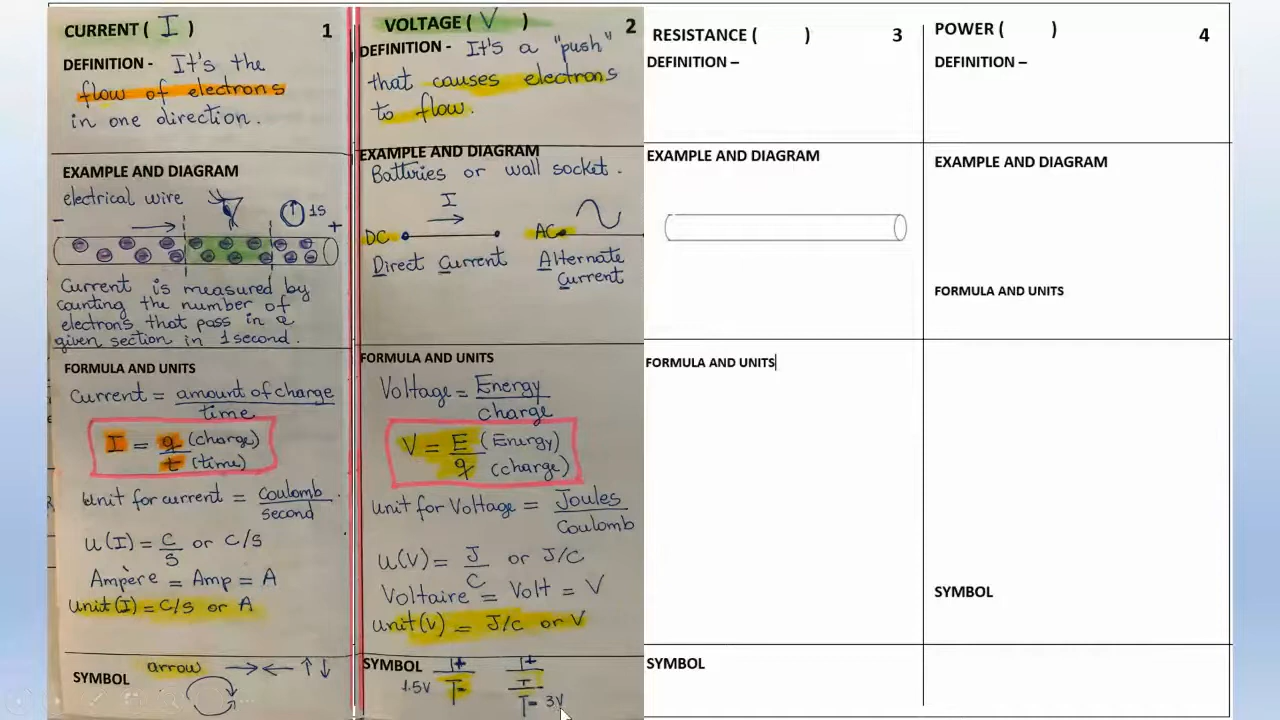 CURRENT ( I ) 1
DEFINITION - It's the
flow of electrons
in one direction.
EXAMPLE AND DIAGRAM
electrical wire
1s
- +
Current is measured by
counting the number of
electrons that pass in a
given section in 1 second.
FORMULA AND UNITS
Current = amount of charge
time
I = q (charge)
t (time)
Unit for current = Coulomb
second
u(I) = C or C/s
s
Ampère = Amp = A
Unit(I) = C/s or A
SYMBOL arrow
VOLTAGE ( V ) 2
DEFINITION - It's a "push"
that causes electrons
to flow.
EXAMPLE AND DIAGRAM
Batteries or wall socket.
I
DC AC
Direct Current Alternate
Current
FORMULA AND UNITS
Voltage = Energy
charge
V = E (Energy)
q (charge)
Unit for Voltage = Joules
Coulomb
u(V) = J or J/C
C
Voltaire = Volt = V
unit(V) = J/C or V
SYMBOL + +
1.5V - - 3V
RESISTANCE ( ) 3
DEFINITION –
EXAMPLE AND DIAGRAM
FORMULA AND UNITS
SYMBOL
POWER ( ) 4
DEFINITION –
EXAMPLE AND DIAGRAM
FORMULA AND UNITS
SYMBOL